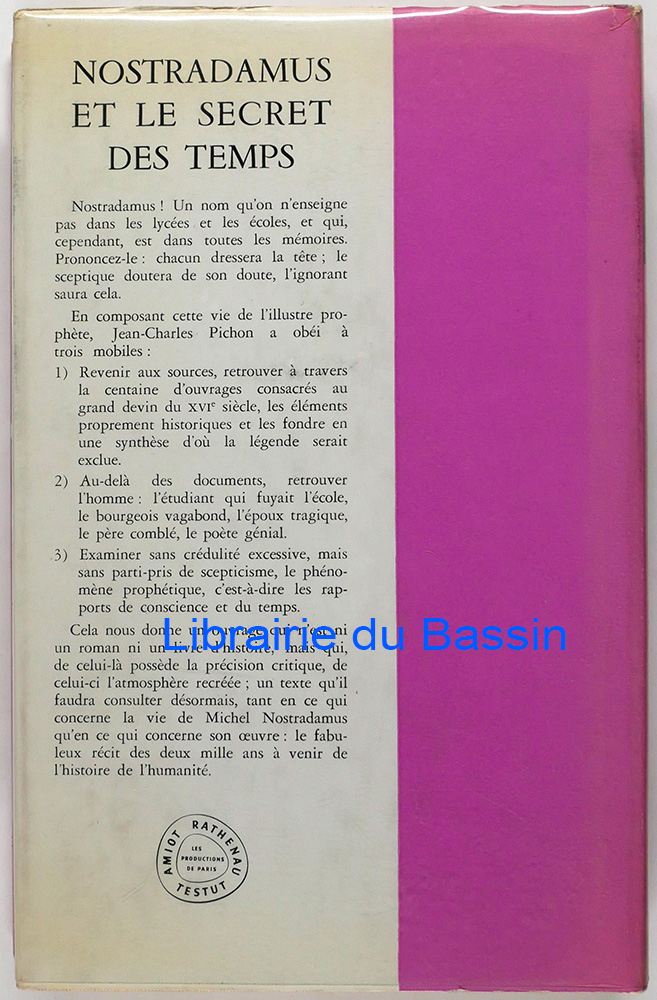 NOSTRADAMUS
ET LE SECRET
DES TEMPS
Nostradamus ! Un nom qu'on n'enseigne
pas dans les lycées et les écoles, et qui,
cependant, est dans toutes les mémoires.
Prononcez-le : chacun dressera la tête ; le
sceptique doutera de son doute, l'ignorant
saura cela.
En composant cette vie de l'illustre pro-
phète, Jean-Charles Pichon a obéi à
trois mobiles :
1) Revenir aux sources, retrouver à travers
la centaine d'ouvrages consacrés au
grand devin du XVIe siècle, les éléments
proprement historiques et les fondre en
une synthèse d'où la légende serait
exclue.
2) Au-delà des documents, retrouver
l'homme : l'étudiant qui fuyait l'école,
le bourgeois vagabond, l'époux tragique,
le père comblé, le poète génial.
3) Examiner sans crédulité excessive, mais
sans parti-pris de scepticisme, le phéno-
mène prophétique, c'est-à-dire les rap-
ports de conscience et du temps.
Cela nous donne un ouvrage qui n'est ni
un roman ni un livre d'histoire, mais qui,
de celui-là possède la précision critique, de
celui-ci l'atmosphère recréée ; un texte qu'il
faudra consulter désormais, tant en ce qui
concerne la vie de Michel Nostradamus
qu'en ce qui concerne son œuvre : le fabu-
leux récit des deux mille ans à venir de
l'histoire de l'humanité.
Librairie du Bassin
AMIOT RATHENAU
TESTUT
LES
PRODUCTIONS
DE PARIS